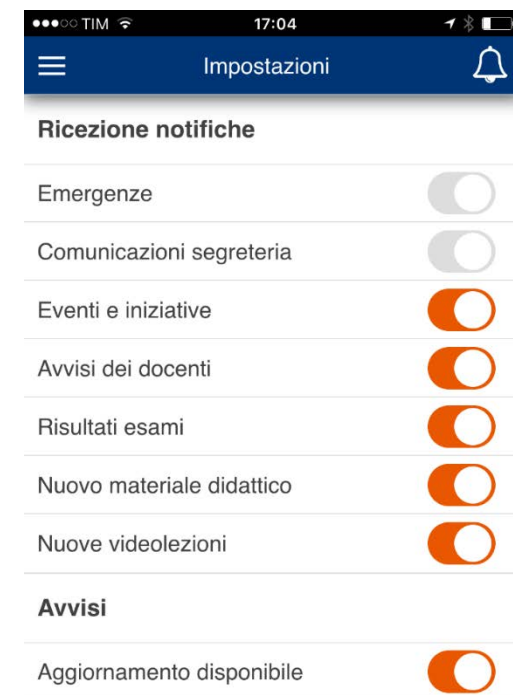 TIM 17:04
Impostazioni
Ricezione notifiche
Emergenze
Comunicazioni segreteria
Eventi e iniziative
Avvisi dei docenti
Risultati esami
Nuovo materiale didattico
Nuove videolezioni
Avvisi
Aggiornamento disponibile